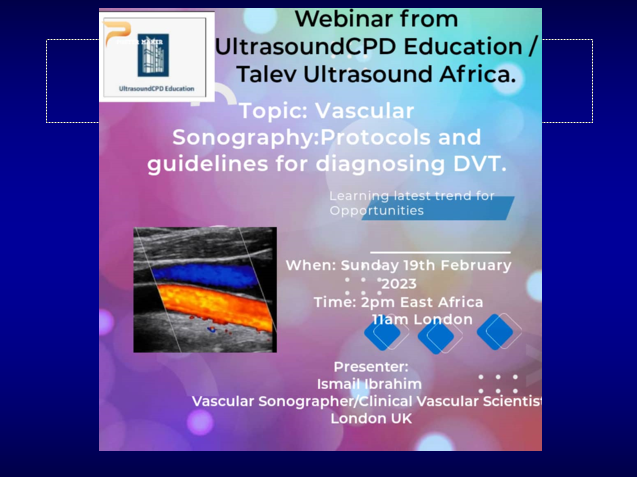 Webinar from
UltrasoundCPD Education /
Talev Ultrasound Africa.
UltrasoundCPD Education
Topic: Vascular
Sonography:Protocols and
guidelines for diagnosing DVT.
Learning latest trend for
Opportunities
When: Sunday 19th February
2023
Time: 2pm East Africa
11am London
Presenter:
Ismail Ibrahim
Vascular Sonographer/Clinical Vascular Scientist
London UK